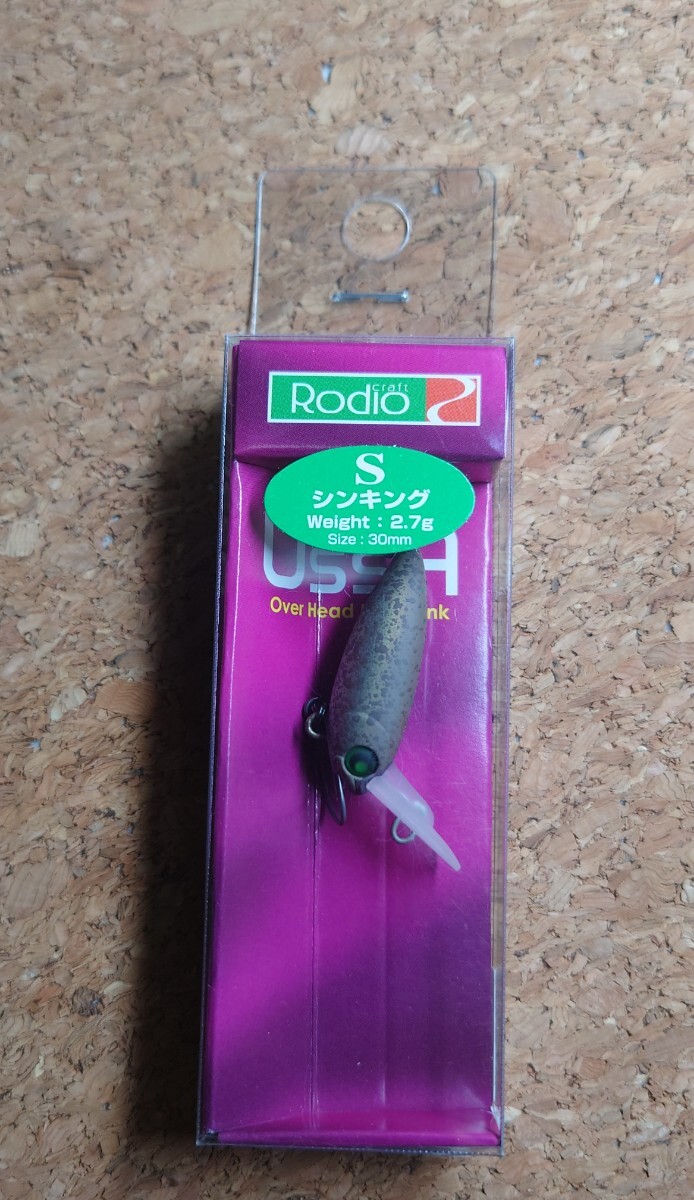 Rodio craft
S
シンキング
Weight : 2.7g
Size : 30mm
Over Head